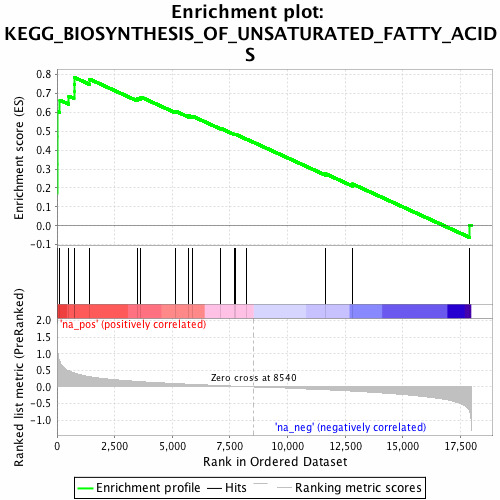 Enrichment plot:
KEGG_BIOSYNTHESIS_OF_UNSATURATED_FATTY_ACID
S
Enrichment score (ES)
0.8
0.7
0.6
0.5
0.4
0.3
0.2
0.1
0.0
-0.1
'na_pos' (positively correlated)
Ranked list metric (PreRanked)
2.0
1.5
1.0
0.5
0.0
-0.5
-1.0
Zero cross at 8540
'na_neg' (negatively correlated)
0 2,500 5,000 7,500 10,000 12,500 15,000 17,500
Rank in Ordered Dataset
Enrichment profile Hits Ranking metric scores